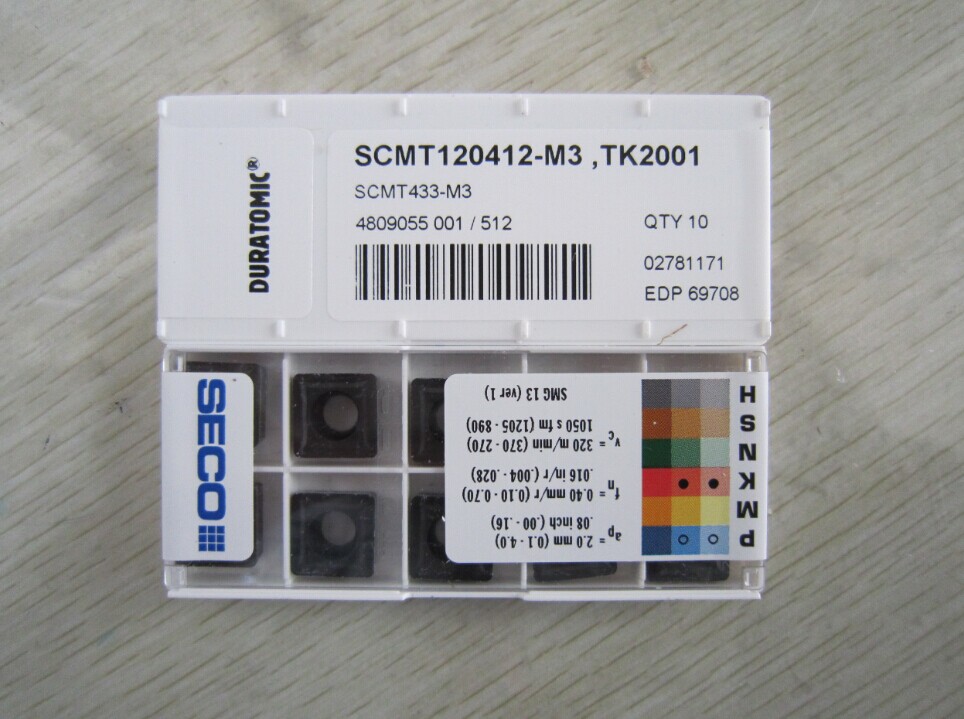 DURATOMIC®
SCMT120412-M3 ,TK2001
SCMT433-M3
4809055 001 / 512
QTY 10
02781171
EDP 69708
SECO
P
M
K
N
S
H
ap = 2.0 mm (0.1 - 4.0)
.08 inch (.00 - .16)
fn = 0.40 mm/r (0.10 - 0.70)
.016 in/r (.004 - .028)
vc = 320 m/min (370 - 270)
1050 s fm (1205 - 890)
SMG 13 (ver 1)